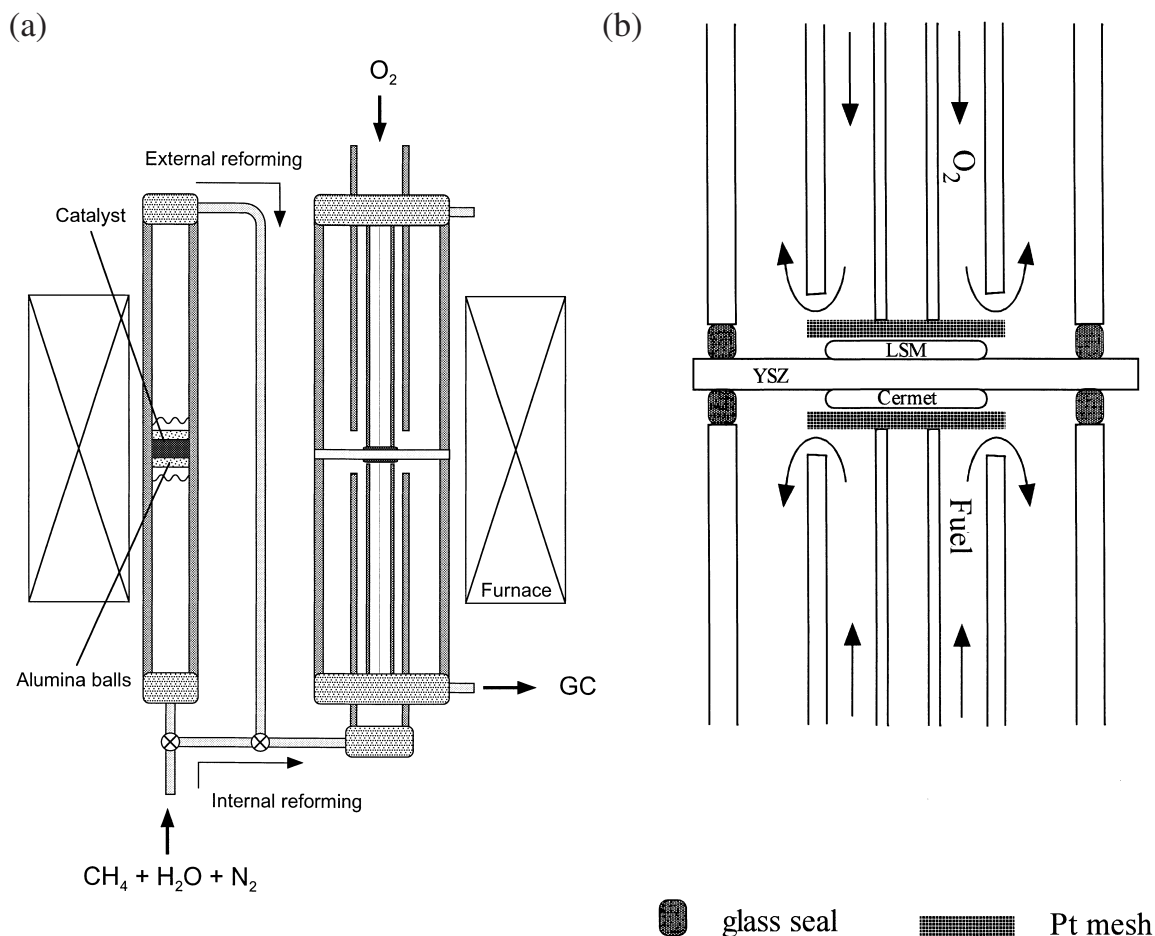 (a)
O₂
External reforming
Catalyst
Furnace
Alumina balls
GC
Internal reforming
CH₄ + H₂O + N₂
(b)
O₂
LSM
YSZ
Cermet
Fuel
glass seal
Pt mesh